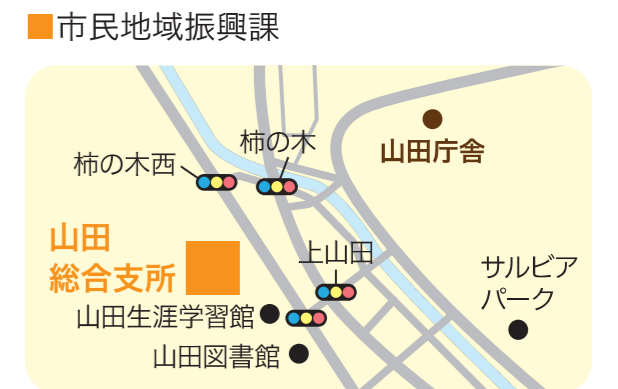 ■市民地域振興課
柿の木
柿の木西
山田庁舎
山田
総合支所
上山田
サルビア
パーク
山田生涯学習館
山田図書館